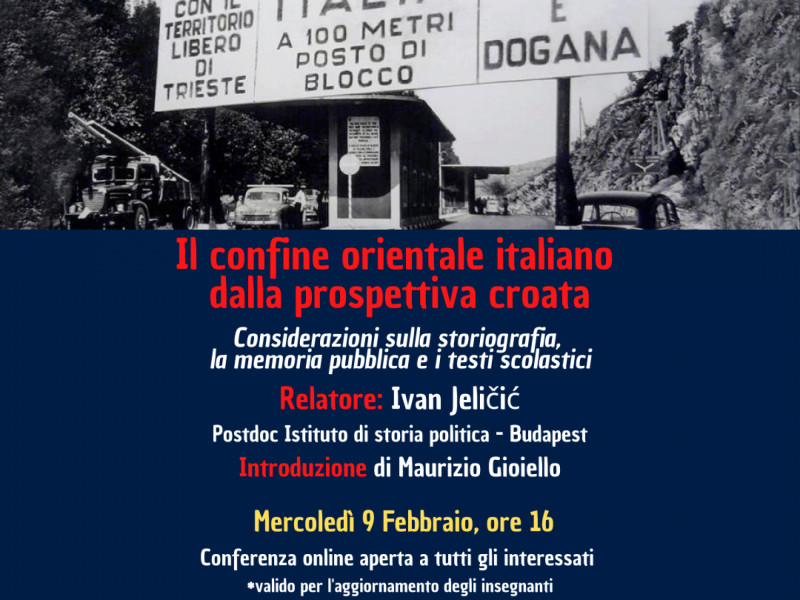 CON IL
TERRITORIO
LIBERO
DI
TRIESTE
ITALIA
A 100 METRI
POSTO DI
BLOCCO
E
DOGANA
Il confine orientale italiano
dalla prospettiva croata
Considerazioni sulla storiografia,
la memoria pubblica e i testi scolastici
Relatore: Ivan Jeličić
Postdoc Istituto di storia politica - Budapest
Introduzione di Maurizio Gioiello
Mercoledì 9 Febbraio, ore 16
Conferenza online aperta a tutti gli interessati
*valido per l'aggiornamento degli insegnanti